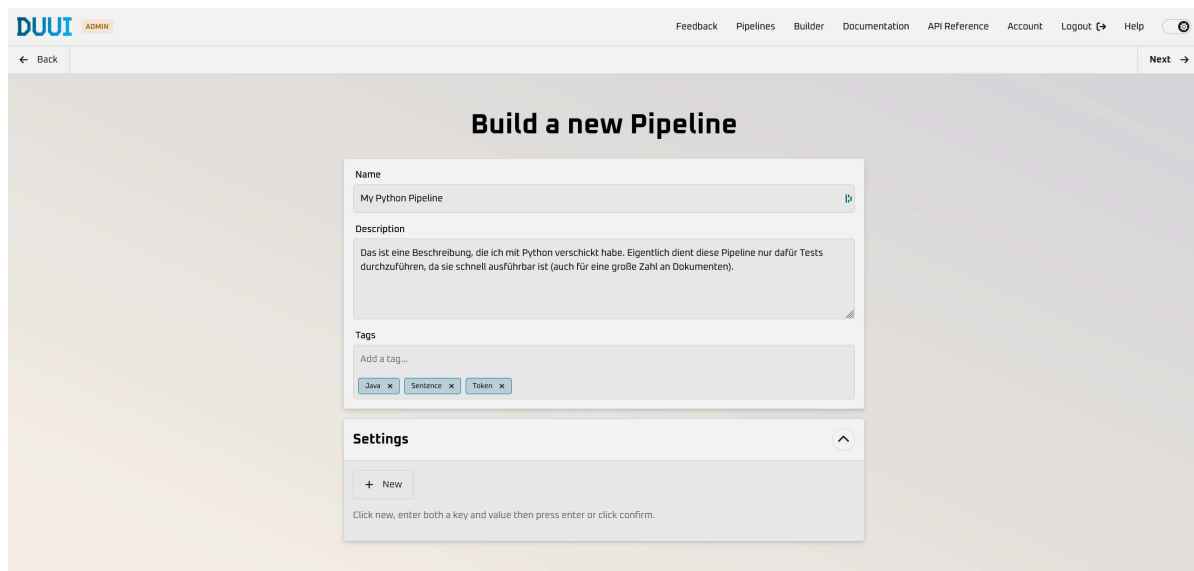 DUUI ADMIN Feedback Pipelines Builder Documentation API Reference Account Logout Help
← Back Next →
Build a new Pipeline
Name
My Python Pipeline
Description
Das ist eine Beschreibung, die ich mit Python verschickt habe. Eigentlich dient diese Pipeline nur dafür Tests
durchzuführen, da sie schnell ausführbar ist (auch für eine große Zahl an Dokumenten).
Tags
Add a tag...
Java × Sentence × Token ×
Settings
+ New
Click new, enter both a key and value then press enter or click confirm.